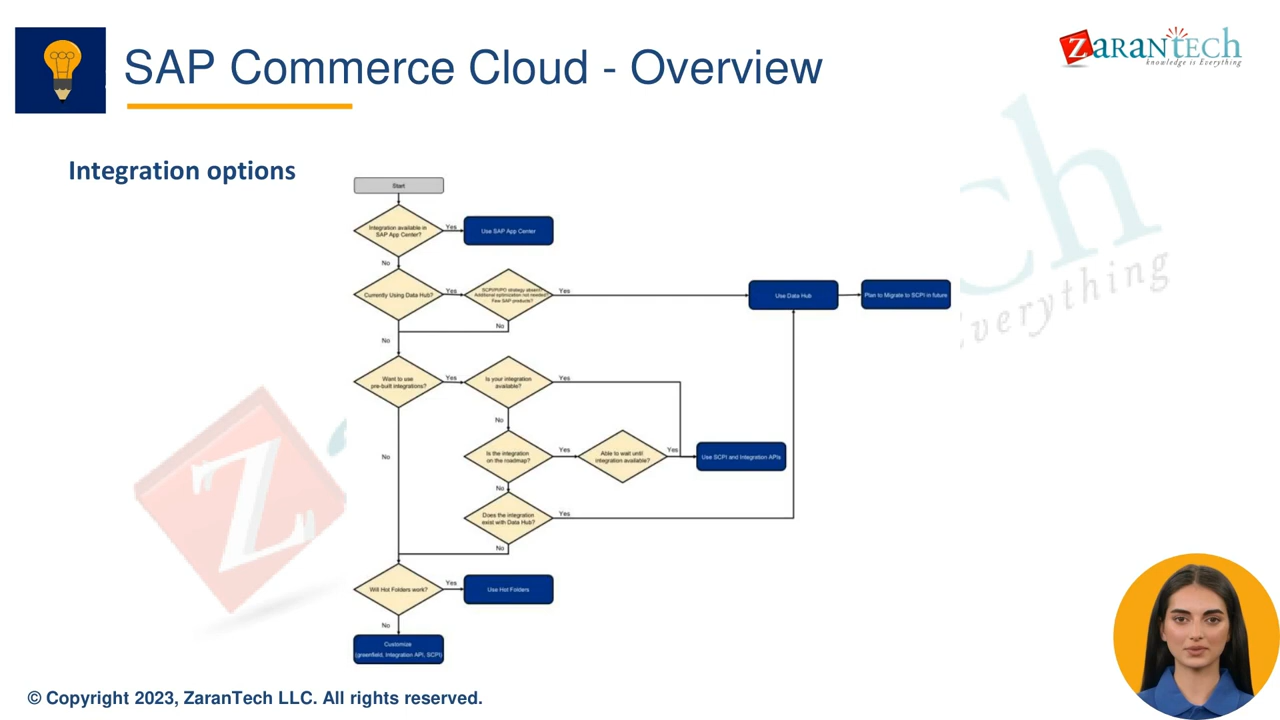 SAP Commerce Cloud - Overview
ZARANTECH
knowledge is Everything
Integration options
Start
Integration available in
SAP App Center?
Yes
Use SAP App Center
No
Currently Using Data Hub?
Yes
SCPI/PI/PO strategy absent?
Additional optimization not needed?
Few SAP products?
Yes
Use Data Hub
Plan to Migrate to SCPI in future
No
No
Want to use
pre-built integrations?
Yes
Is your integration
available?
Yes
No
No
Is the integration
on the roadmap?
Yes
Able to wait until
integration available?
Yes
Use SCPI and Integration APIs
No
Does the integration
exist with Data Hub?
Yes
No
Will Hot Folders work?
Yes
Use Hot Folders
No
Customize
(greenfield, Integration API, SCPI)
© Copyright 2023, ZaranTech LLC. All rights reserved.
Z
ch
everything